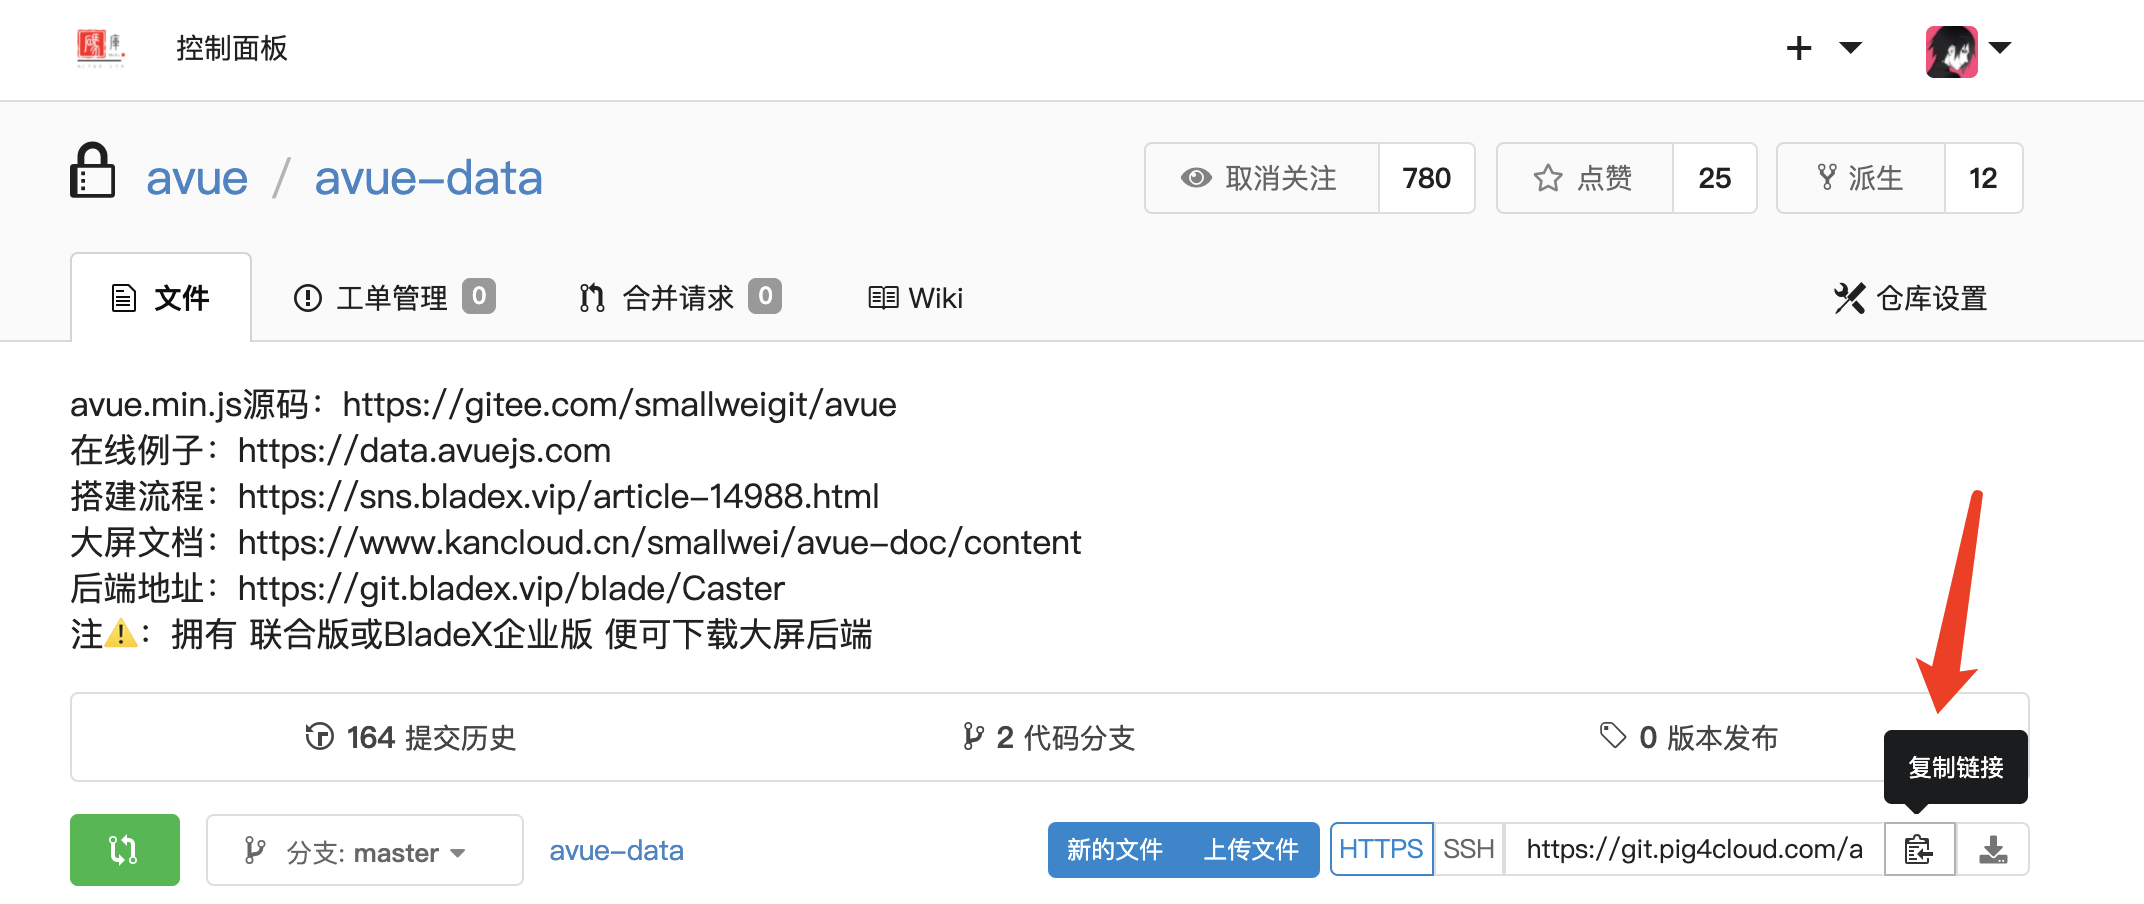 控制面板
avue / avue-data
取消关注 780 点赞 25 派生 12
文件 工单管理 0 合并请求 0 Wiki 仓库设置
avue.min.js源码：https://gitee.com/smallweigit/avue
在线例子：https://data.avuejs.com
搭建流程：https://sns.bladex.vip/article-14988.html
大屏文档：https://www.kancloud.cn/smallwei/avue-doc/content
后端地址：https://git.bladex.vip/blade/Caster
注⚠️：拥有 联合版或BladeX企业版 便可下载大屏后端
164 提交历史 2 代码分支 0 版本发布
复制链接
分支: master avue-data 新的文件 上传文件 HTTPS SSH https://git.pig4cloud.com/a